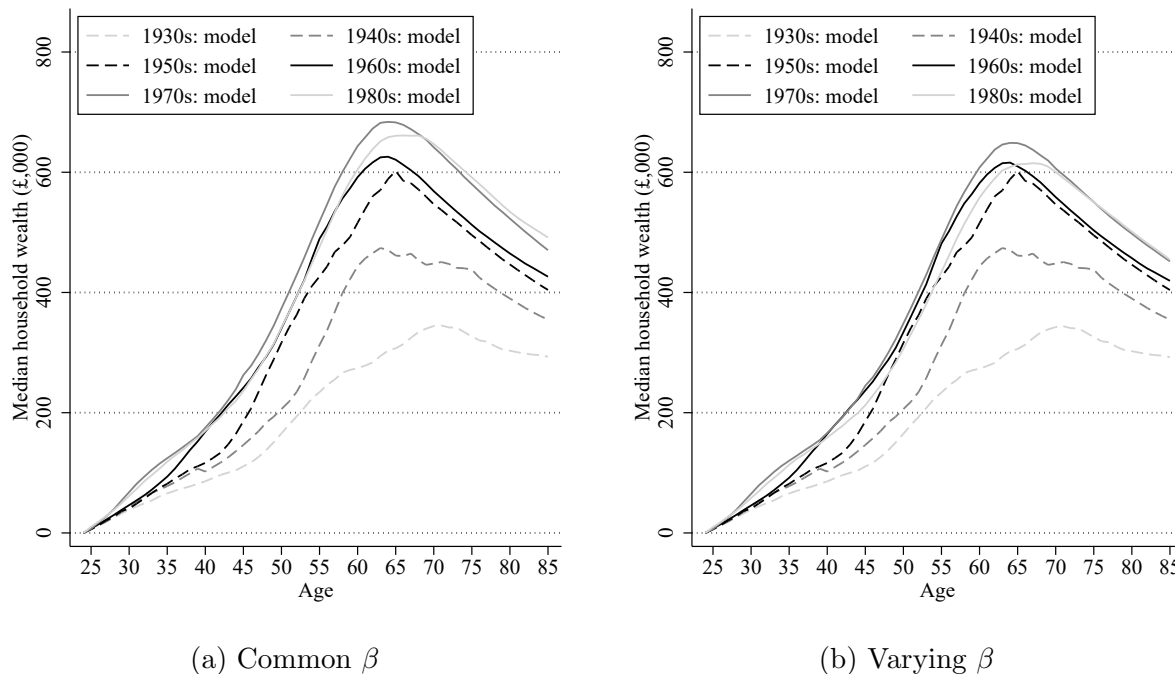 1930s: model 1940s: model
1950s: model 1960s: model
1970s: model 1980s: model
Median household wealth (£,000)
800
600
400
200
0
25 30 35 40 45 50 55 60 65 70 75 80 85
Age
(a) Common β
1930s: model 1940s: model
1950s: model 1960s: model
1970s: model 1980s: model
Median household wealth (£,000)
800
600
400
200
0
25 30 35 40 45 50 55 60 65 70 75 80 85
Age
(b) Varying β